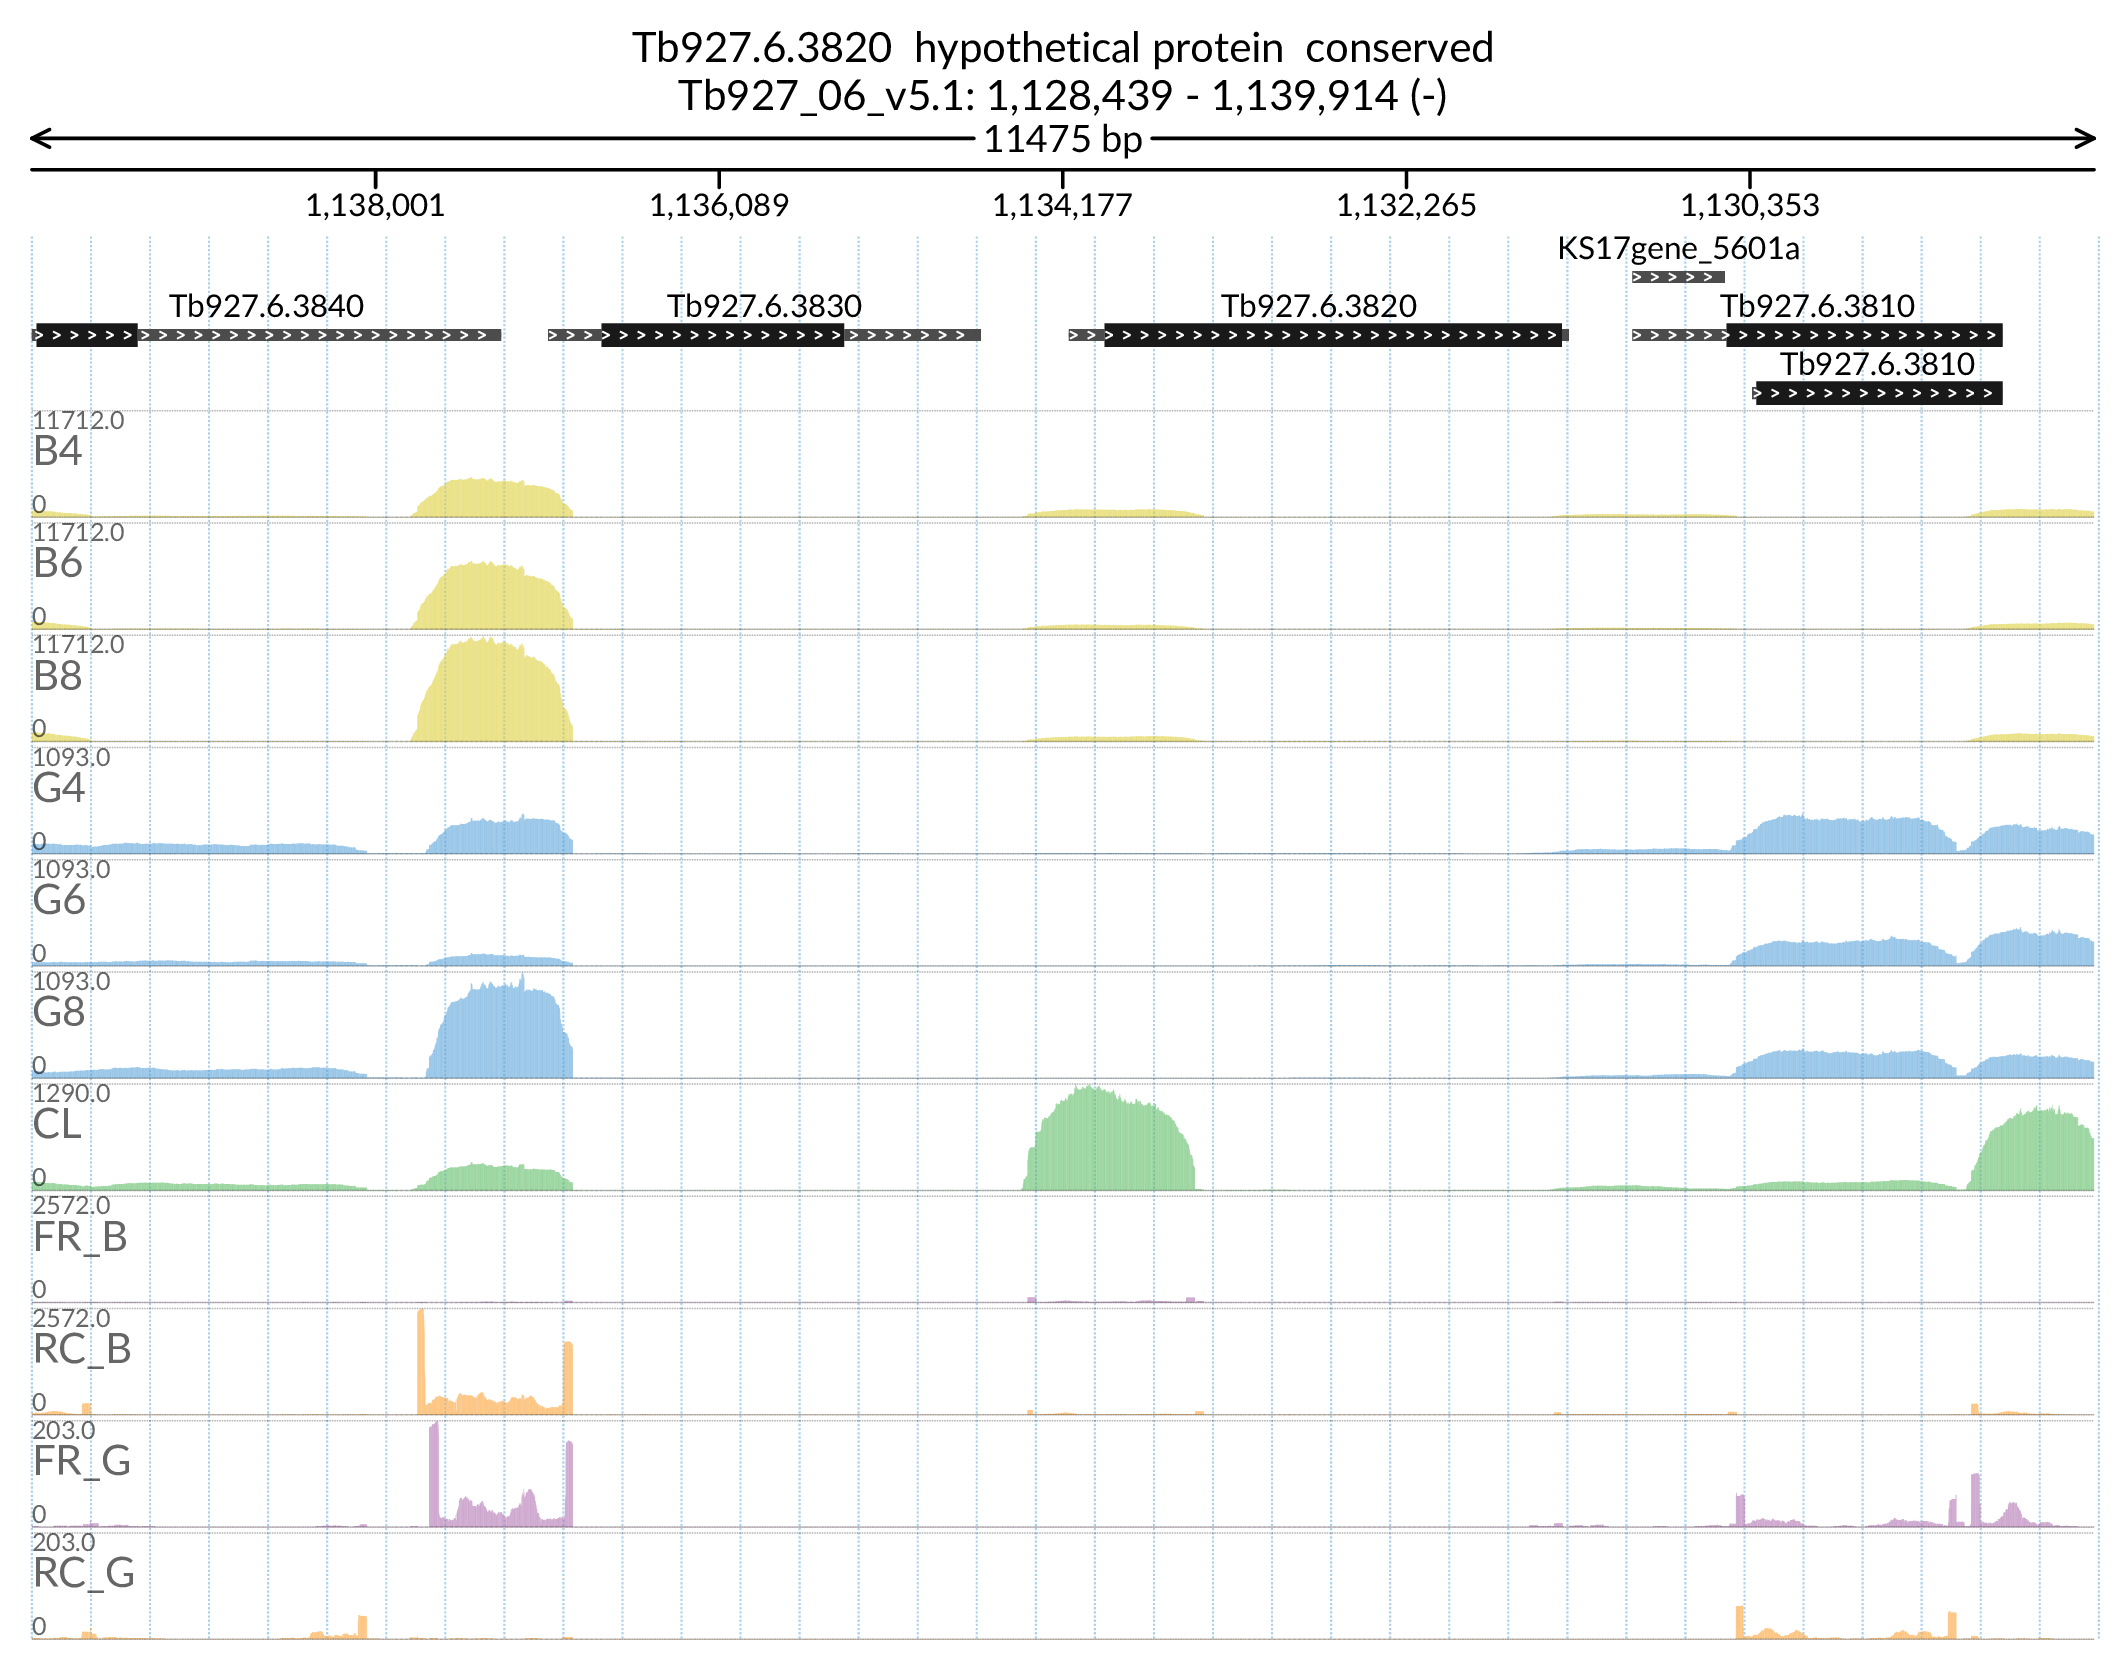 Tb927.6.3820  hypothetical protein  conserved
Tb927_06_v5.1: 1,128,439 - 1,139,914 (-)
11475 bp
1,138,001 1,136,089 1,134,177 1,132,265 1,130,353
KS17gene_5601a
Tb927.6.3840 Tb927.6.3830 Tb927.6.3820 Tb927.6.3810
Tb927.6.3810
11712.0
B4
0
11712.0
B6
0
11712.0
B8
0
1093.0
G4
0
1093.0
G6
0
1093.0
G8
0
1290.0
CL
0
2572.0
FR_B
0
2572.0
RC_B
0
203.0
FR_G
0
203.0
RC_G
0